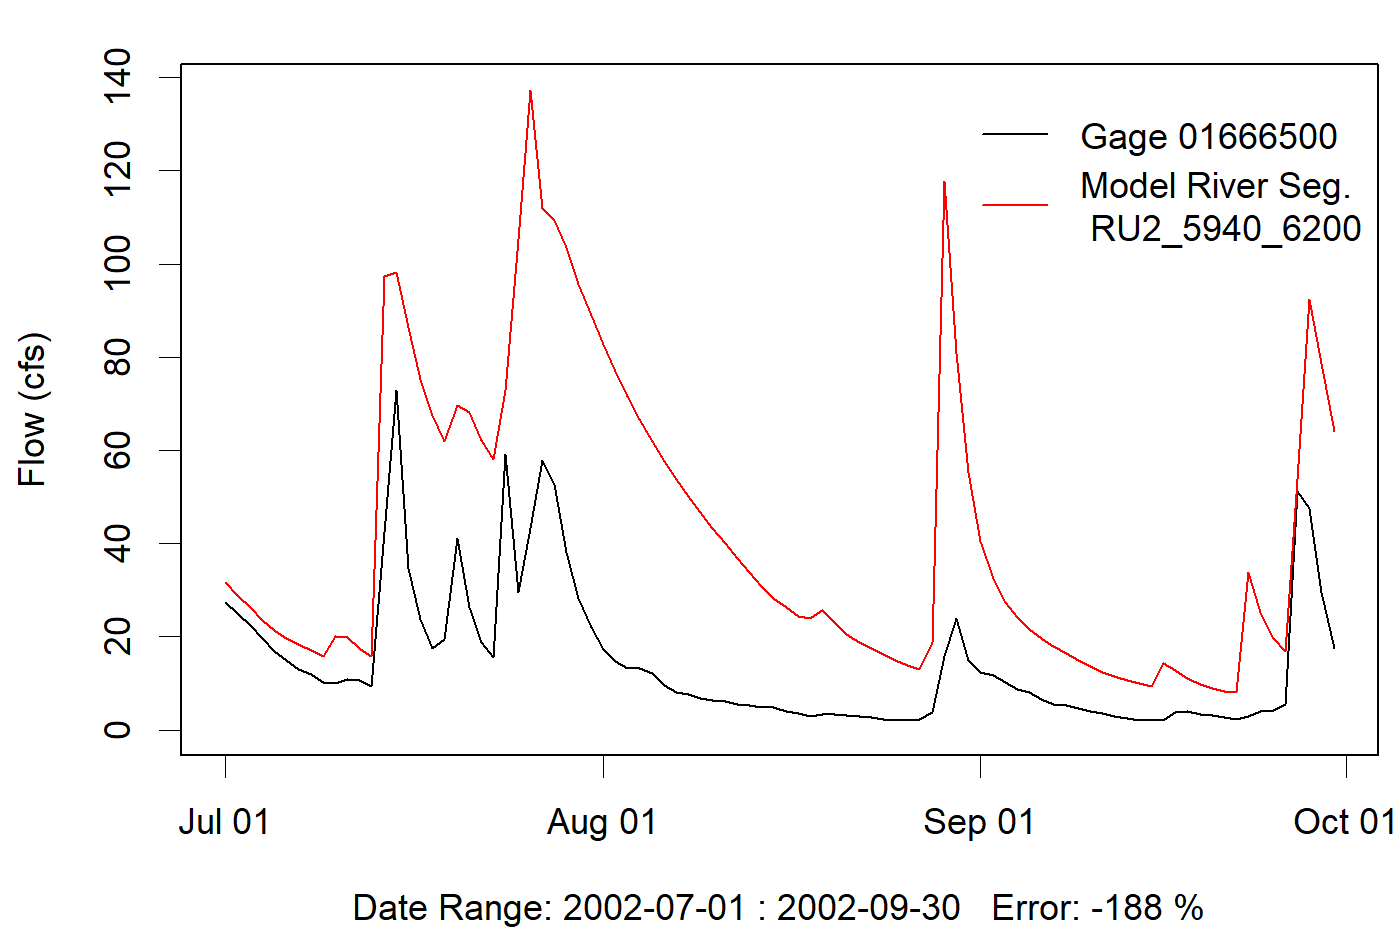 Flow (cfs)
140
120
100
80
60
40
20
0
Gage 01666500
Model River Seg.
RU2_5940_6200
Jul 01
Aug 01
Sep 01
Oct 01
Date Range: 2002-07-01 : 2002-09-30 Error: -188 %